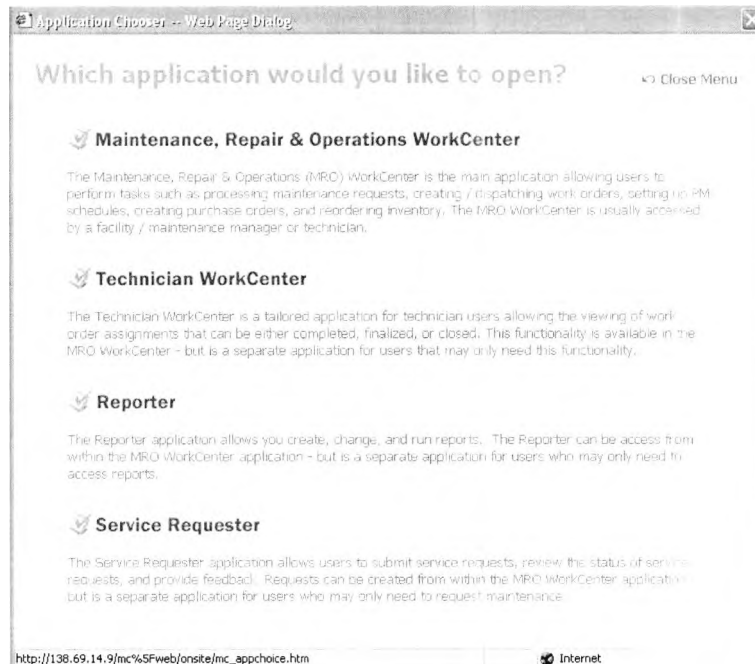 Application Chooser -- Web Page Dialog
Which application would you like to open?
Close Menu
Maintenance, Repair & Operations WorkCenter
The Maintenance, Repair & Operations (MRO) WorkCenter is the main application allowing users to
perform tasks such as processing maintenance requests, creating / dispatching work orders, setting up PM
schedules, creating purchase orders, and reordering inventory. The MRO WorkCenter is usually accessed
by a facility / maintenance manager or technician.
Technician WorkCenter
The Technician WorkCenter is a tailored application for technician users allowing the viewing of work
order assignments that can be either completed, finalized, or closed. This functionality is available in the
MRO WorkCenter - but is a separate application for users that may only need this functionality.
Reporter
The Reporter application allows you create, change, and run reports. The Reporter can be access from
within the MRO WorkCenter application - but is a separate application for users who may only need to
access reports.
Service Requester
The Service Requester application allows users to submit service requests, review the status of service
requests, and provide feedback. Requests can be created from within the MRO WorkCenter application
but is a separate application for users who may only need to request maintenance.
http://138.69.14.9/mc%5Fweb/onsite/mc_appchoice.htm
Internet